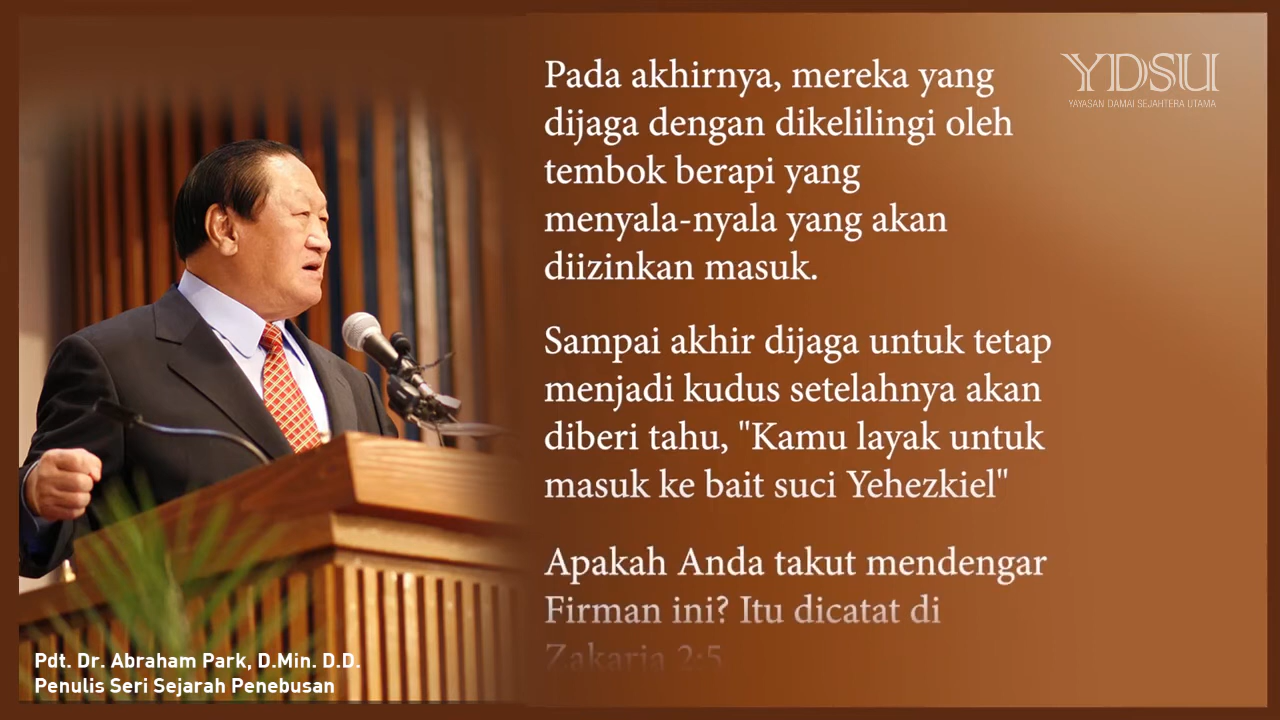 Pada akhirnya, mereka yang
dijaga dengan dikelilingi oleh
tembok berapi yang
menyala-nyala yang akan
diizinkan masuk.
Sampai akhir dijaga untuk tetap
menjadi kudus setelahnya akan
diberi tahu, "Kamu layak untuk
masuk ke bait suci Yehezkiel"
Apakah Anda takut mendengar
Firman ini? Itu dicatat di
Zakaria 2:5
YDSU
YAYASAN DAMAI SEJAHTERA UTAMA
Pdt. Dr. Abraham Park, D.Min. D.D.
Penulis Seri Sejarah Penebusan